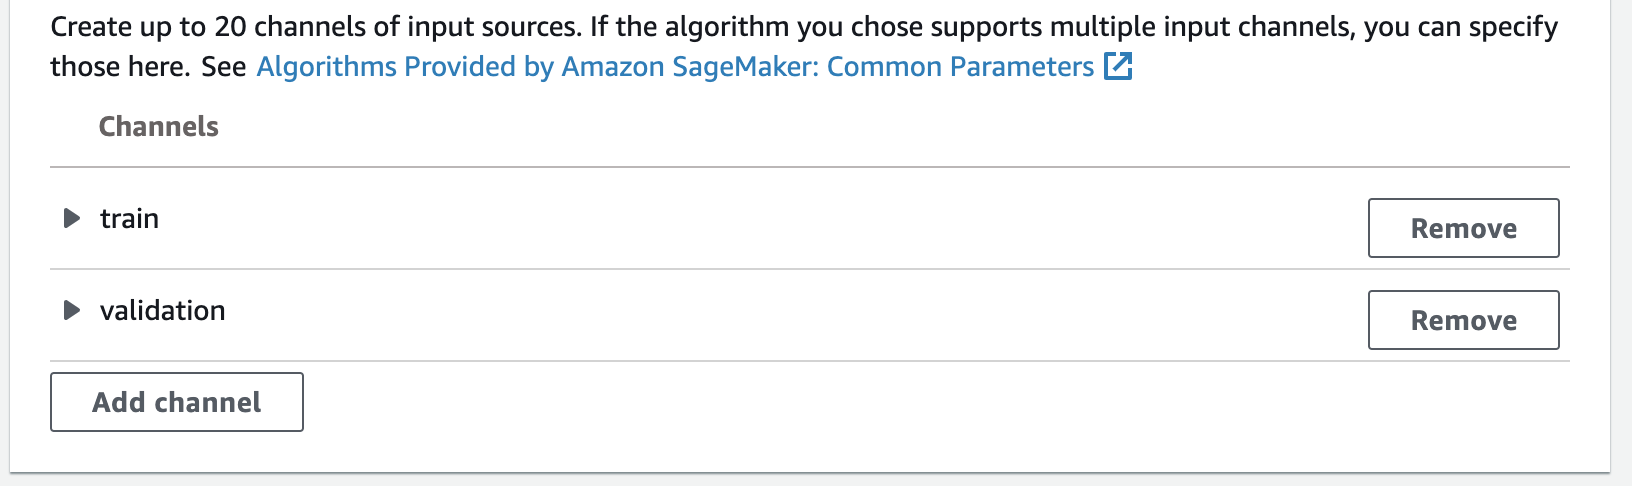 Create up to 20 channels of input sources. If the algorithm you chose supports multiple input channels, you can specify
those here. See Algorithms Provided by Amazon SageMaker: Common Parameters
Channels
train
Remove
validation
Remove
Add channel